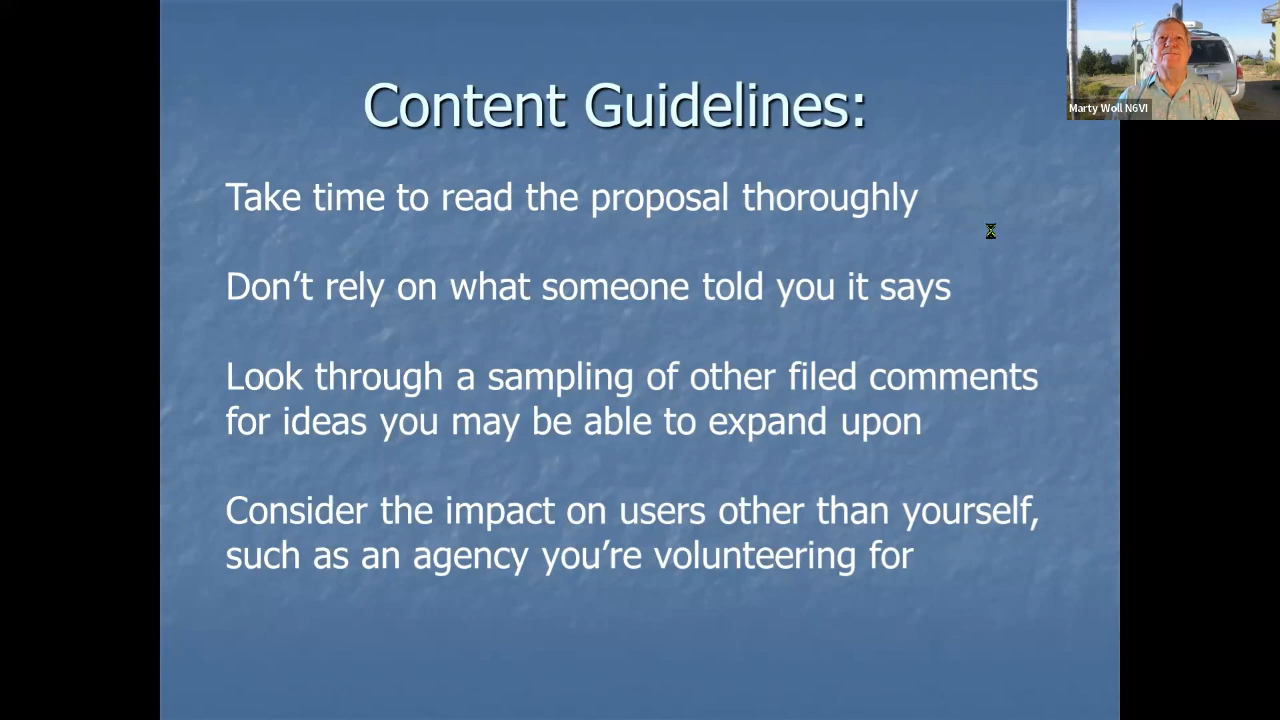 Content Guidelines:
Marty Woll N6VI
Take time to read the proposal thoroughly
Don’t rely on what someone told you it says
Look through a sampling of other filed comments
for ideas you may be able to expand upon
Consider the impact on users other than yourself,
such as an agency you’re volunteering for